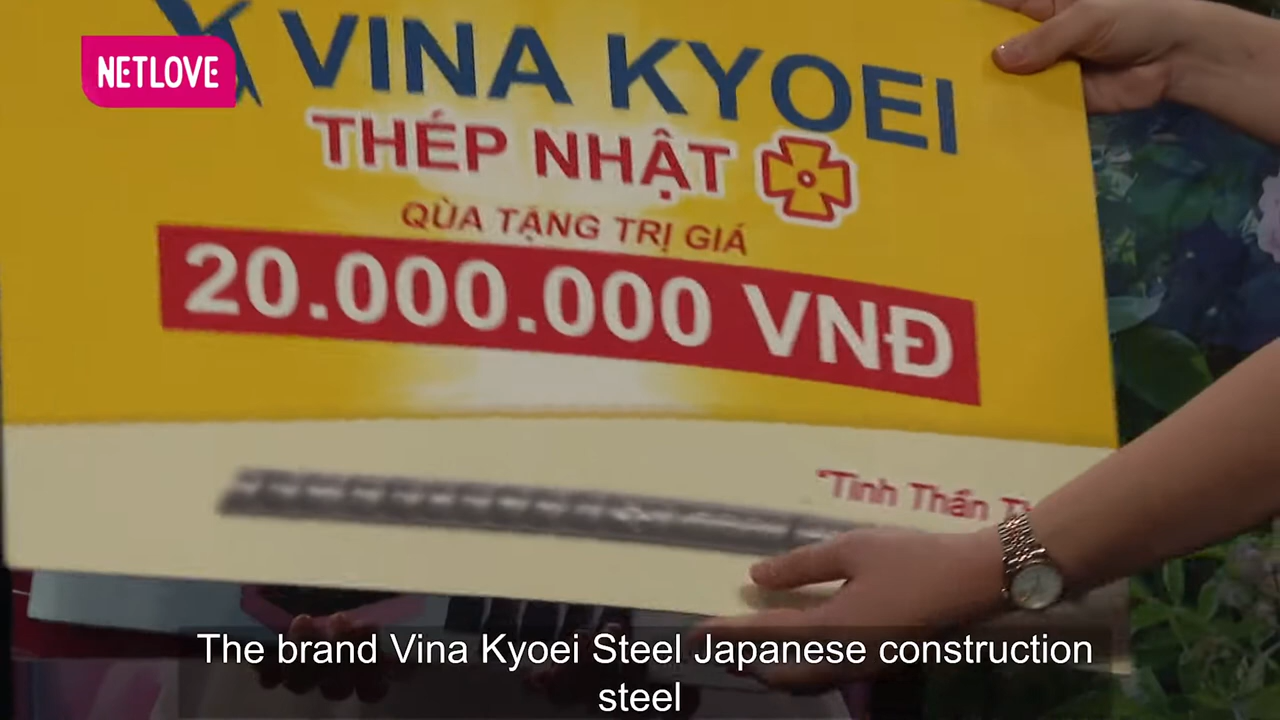 NETLOVE
VINA KYOEI
THÉP NHẬT
QÙA TẶNG TRỊ GIÁ
20.000.000 VNĐ
"Tinh Thần
The brand Vina Kyoei Steel Japanese construction
steel